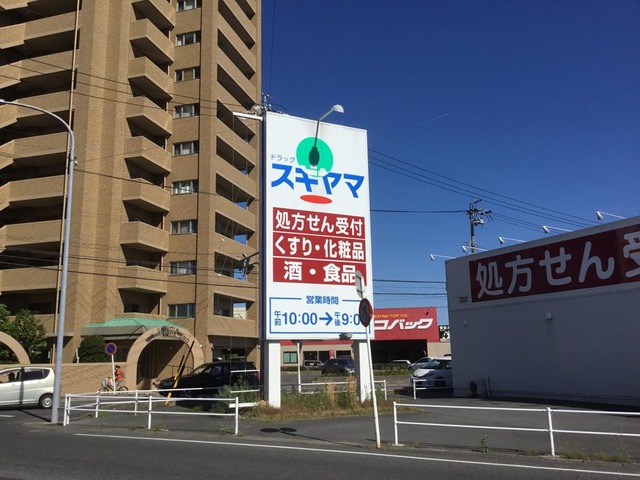 ドラッグ
スギヤマ
処方せん受付
くすり・化粧品
酒・食品
営業時間
午前10:00→午後9:00
コバック
処方せん受